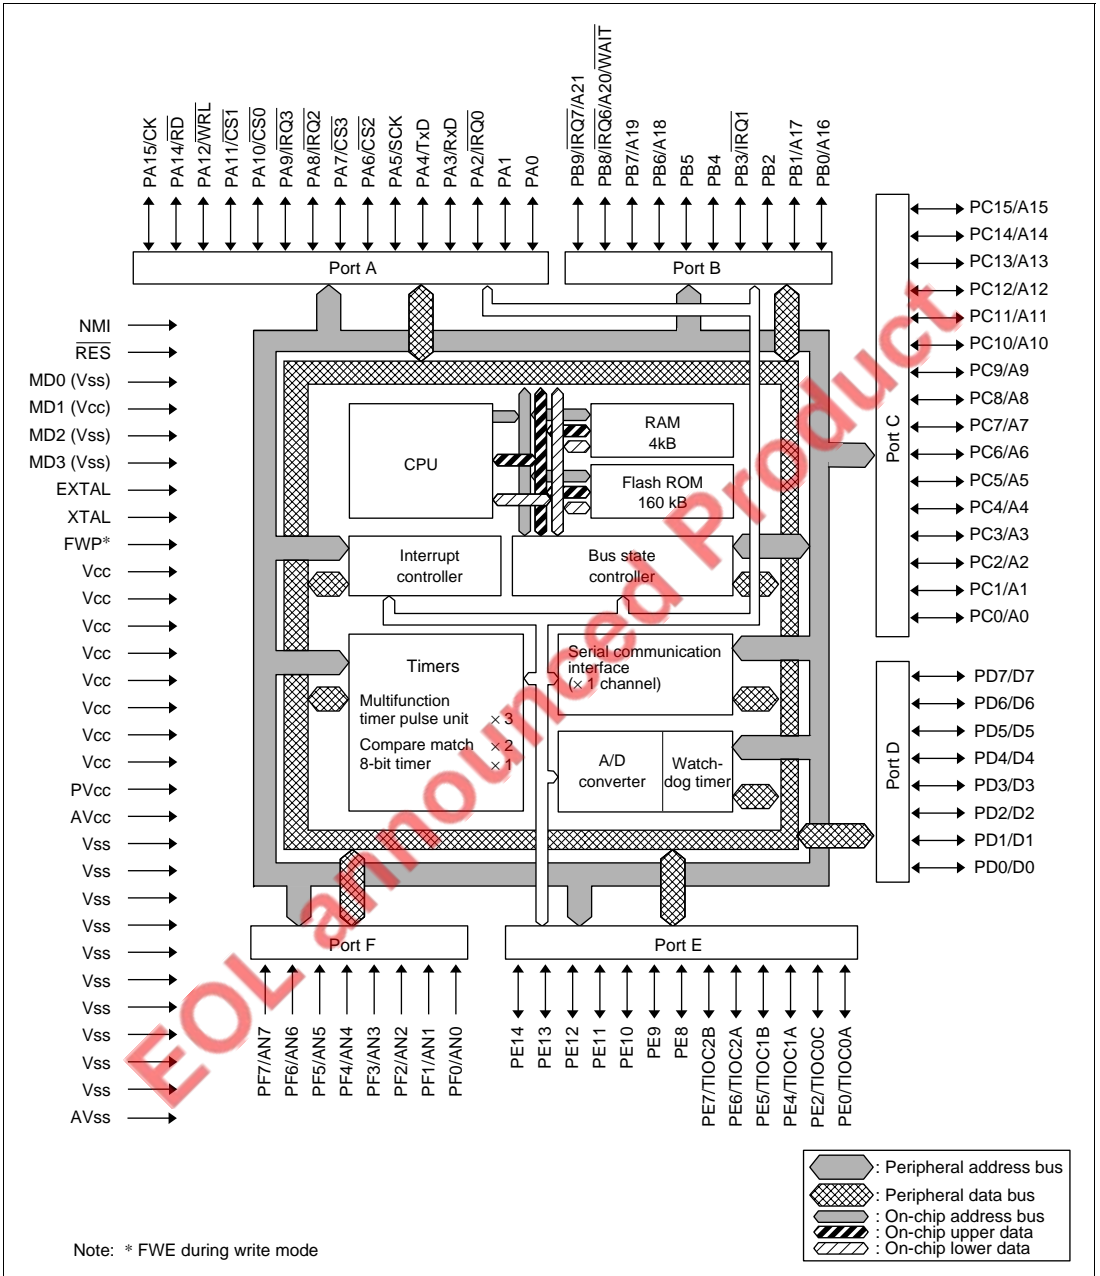 PA15/CK
PA14/RD
PA12/WRL
PA11/CS1
PA10/CS0
PA9/IRQ3
PA8/IRQ2
PA7/CS3
PA6/CS2
PA5/SCK
PA4/TxD
PA3/RxD
PA2/IRQ0
PA1
PA0
PB9/IRQ7/A21
PB8/IRQ6/A20/WAIT
PB7/A19
PB6/A18
PB5
PB4
PB3/IRQ1
PB2
PB1/A17
PB0/A16
Port A
Port B
NMI
RES
MD0 (Vss)
MD1 (Vcc)
MD2 (Vss)
MD3 (Vss)
EXTAL
XTAL
FWP*
Vcc
Vcc
Vcc
Vcc
Vcc
Vcc
Vcc
Vcc
PVcc
AVcc
Vss
Vss
Vss
Vss
Vss
Vss
Vss
Vss
Vss
Vss
AVss
CPU
RAM
4kB
Flash ROM
160 kB
Interrupt
controller
Bus state
controller
Timers
Multifunction
timer pulse unit × 3
Compare match × 2
8-bit timer × 1
Serial communication
interface
(× 1 channel)
A/D
converter
Watch-
dog timer
Port C
PC15/A15
PC14/A14
PC13/A13
PC12/A12
PC11/A11
PC10/A10
PC9/A9
PC8/A8
PC7/A7
PC6/A6
PC5/A5
PC4/A4
PC3/A3
PC2/A2
PC1/A1
PC0/A0
Port D
PD7/D7
PD6/D6
PD5/D5
PD4/D4
PD3/D3
PD2/D2
PD1/D1
PD0/D0
Port F
Port E
PF7/AN7
PF6/AN6
PF5/AN5
PF4/AN4
PF3/AN3
PF2/AN2
PF1/AN1
PF0/AN0
PE14
PE13
PE12
PE11
PE10
PE9
PE8
PE7/TIOC2B
PE6/TIOC2A
PE5/TIOC1B
PE4/TIOC1A
PE2/TIOC0C
PE0/TIOC0A
EOL announced Product
: Peripheral address bus
: Peripheral data bus
: On-chip address bus
: On-chip upper data
: On-chip lower data
Note: * FWE during write mode